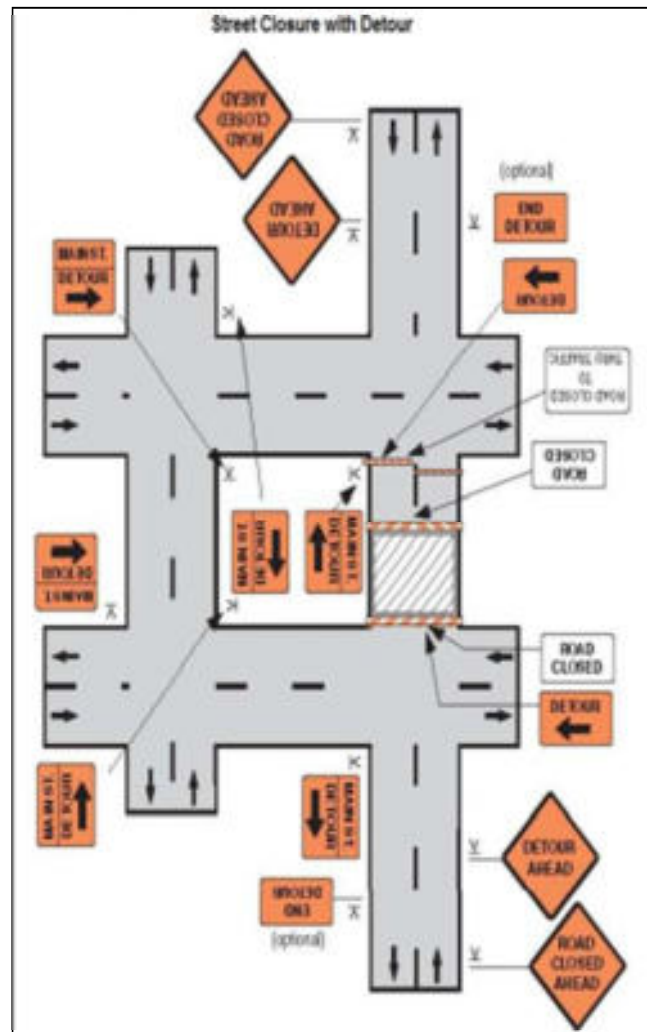 Street Closure with Detour
ROAD
CLOSED
AHEAD
(optional)
DETOUR
AHEAD
END
DETOUR
MAIN ST.
DETOUR
DETOUR
ROAD CLOSED
TO
THRU TRAFFIC
ROAD
CLOSED
MAIN ST.
DETOUR
MAIN ST.
DETOUR
MAIN ST.
DETOUR
ROAD
CLOSED
DETOUR
MAIN ST.
DETOUR
MAIN ST.
DETOUR
DETOUR
AHEAD
END
DETOUR
(optional)
ROAD
CLOSED
AHEAD